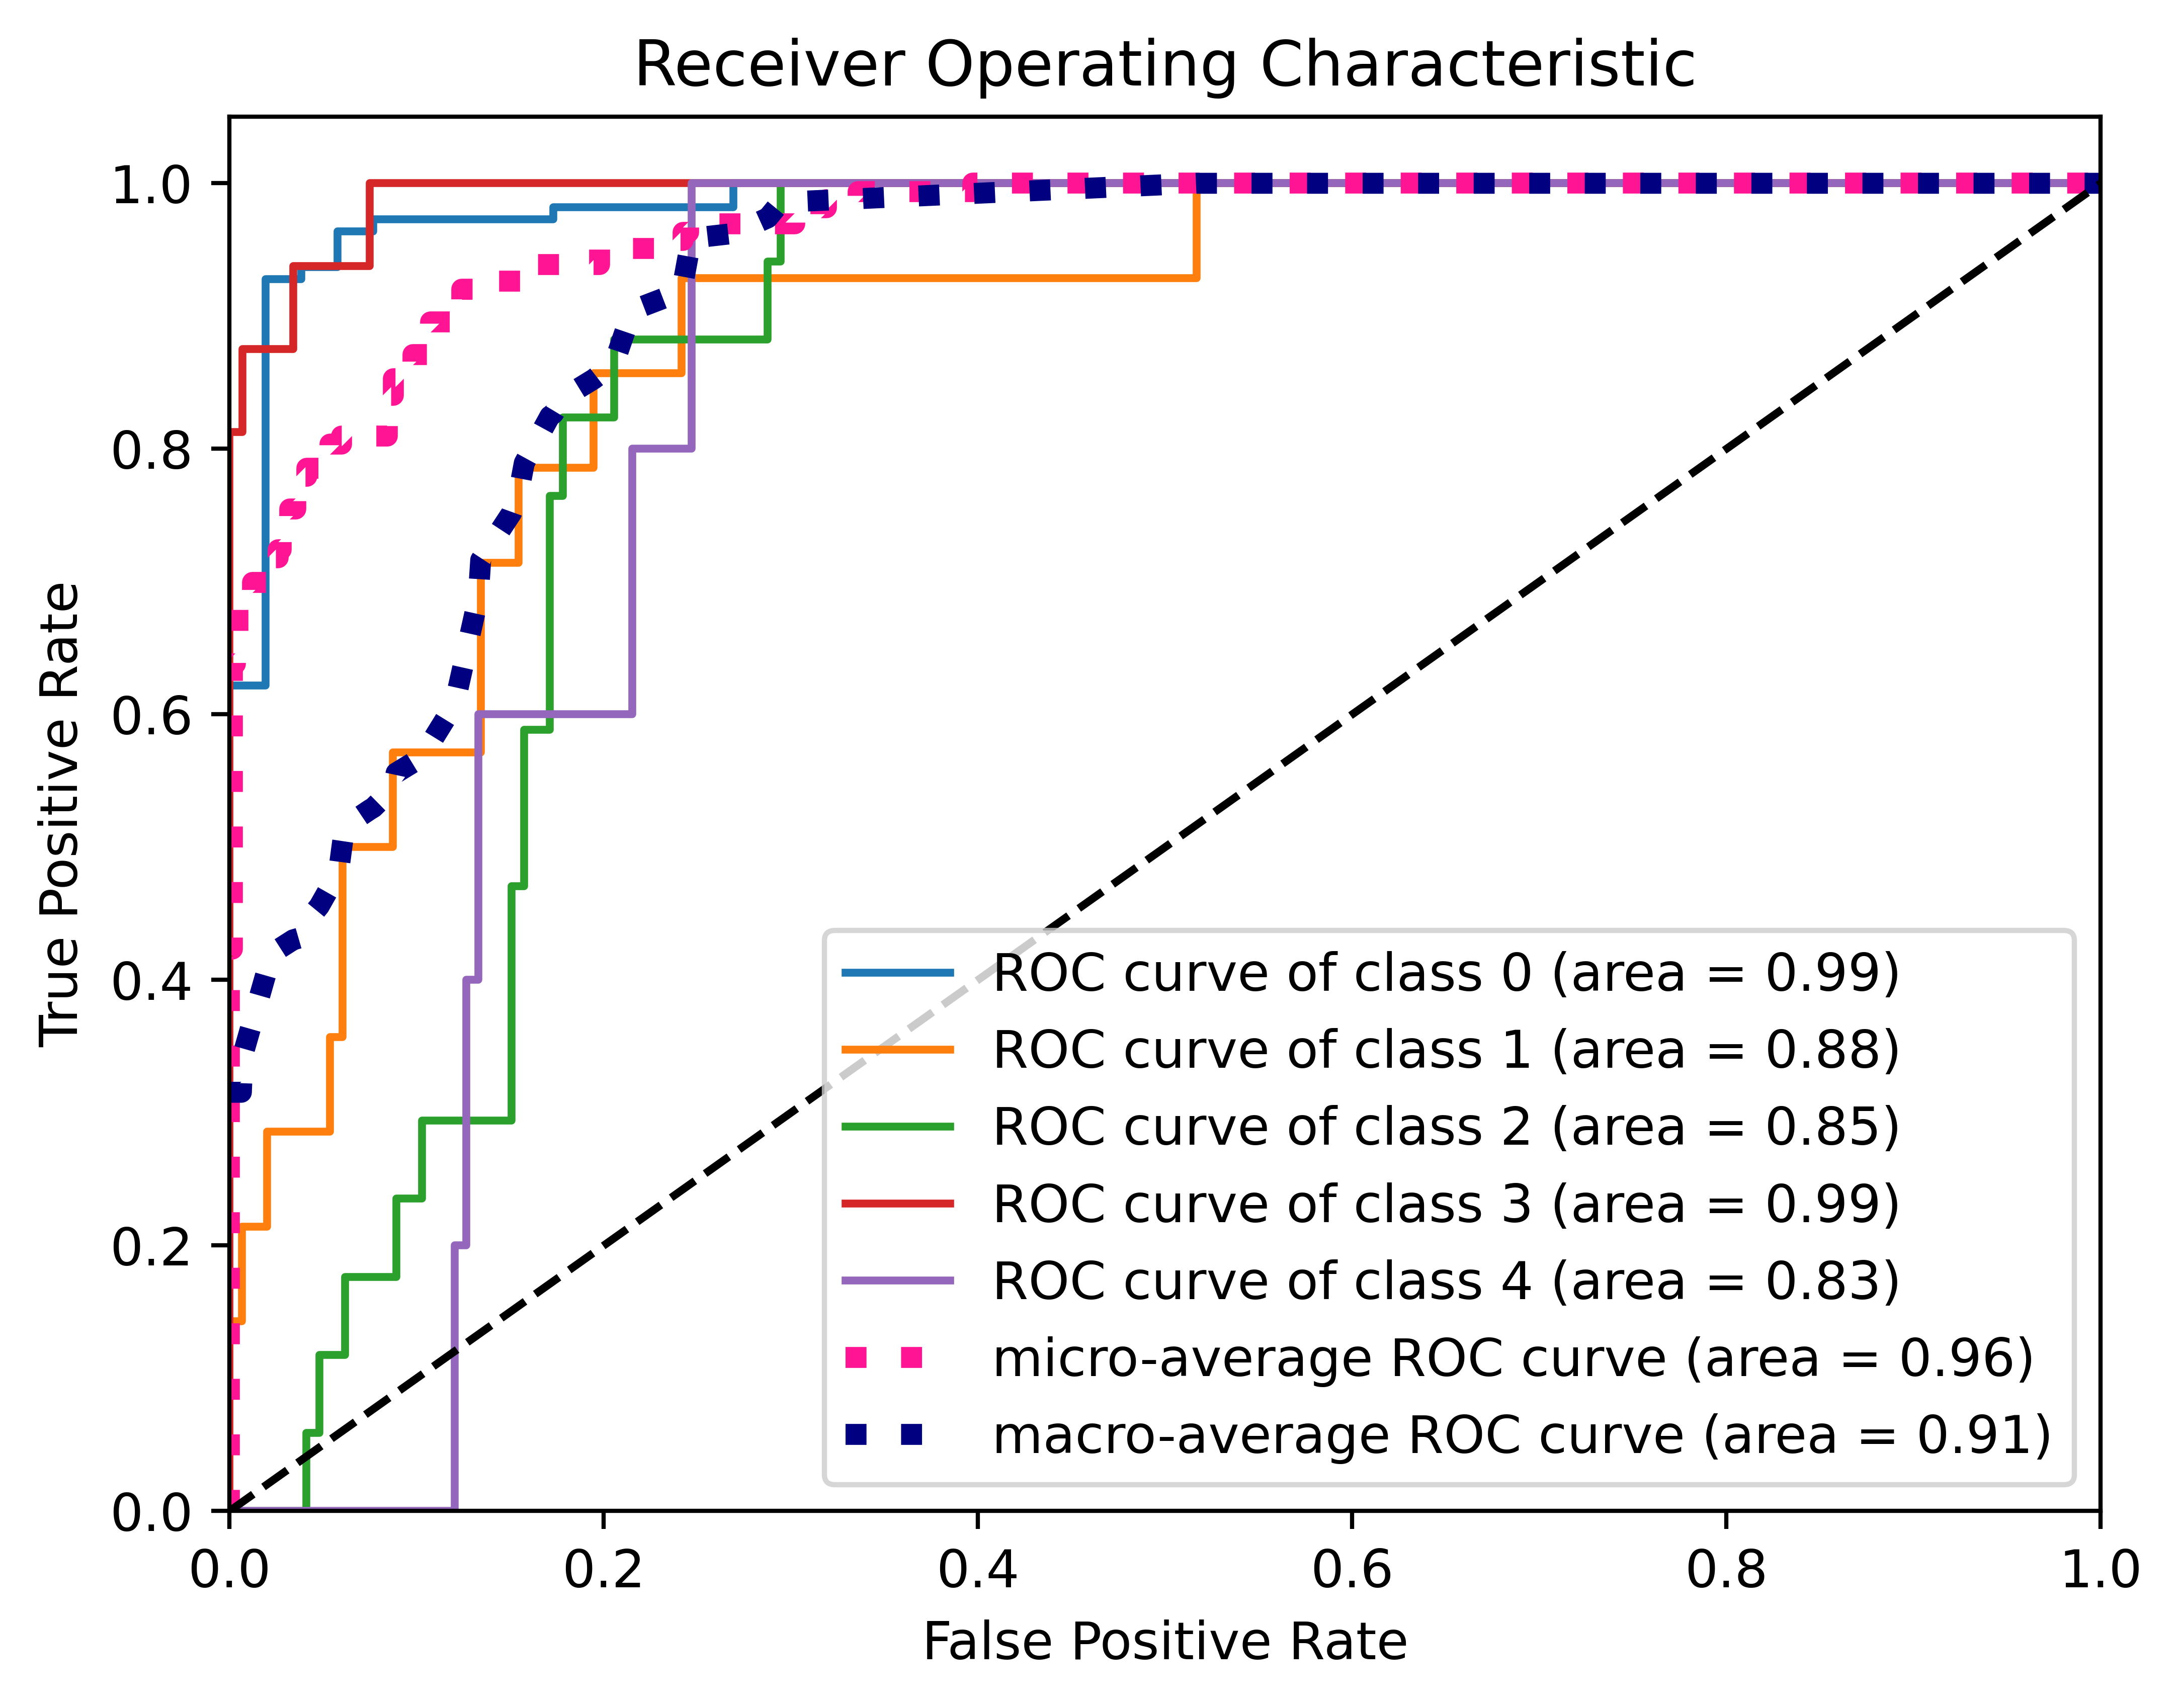 Receiver Operating Characteristic
True Positive Rate
1.0
0.8
0.6
0.4
0.2
0.0
ROC curve of class 0 (area = 0.99)
ROC curve of class 1 (area = 0.88)
ROC curve of class 2 (area = 0.85)
ROC curve of class 3 (area = 0.99)
ROC curve of class 4 (area = 0.83)
micro-average ROC curve (area = 0.96)
macro-average ROC curve (area = 0.91)
0.0 0.2 0.4 0.6 0.8 1.0
False Positive Rate